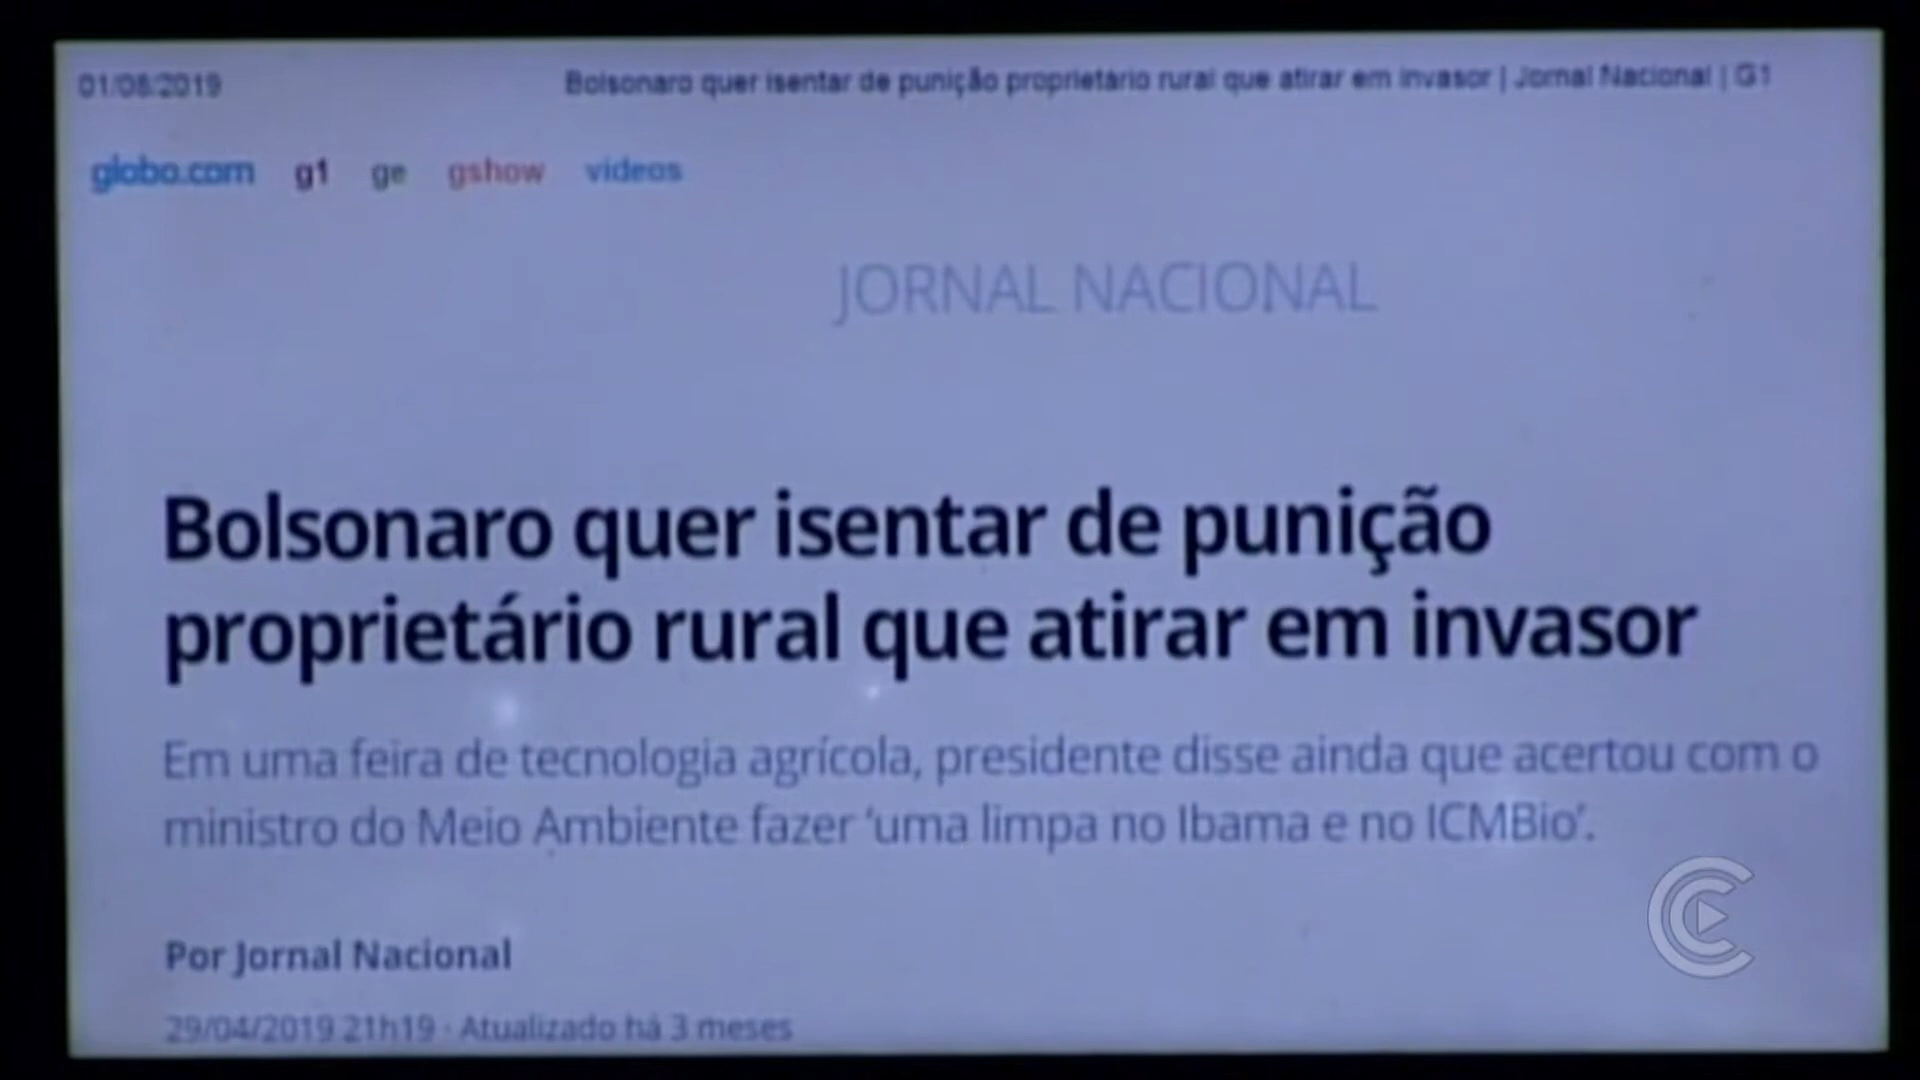 01/08/2019 Bolsonaro quer isentar de punição proprietário rural que atirar em invasor | Jornal Nacional | G1
globo.com g1 ge gshow videos
JORNAL NACIONAL
Bolsonaro quer isentar de punição
proprietário rural que atirar em invasor
Em uma feira de tecnologia agrícola, presidente disse ainda que acertou com o
ministro do Meio Ambiente fazer ‘uma limpa no Ibama e no ICMBio’.
Por Jornal Nacional
29/04/2019 21h19 · Atualizado há 3 meses